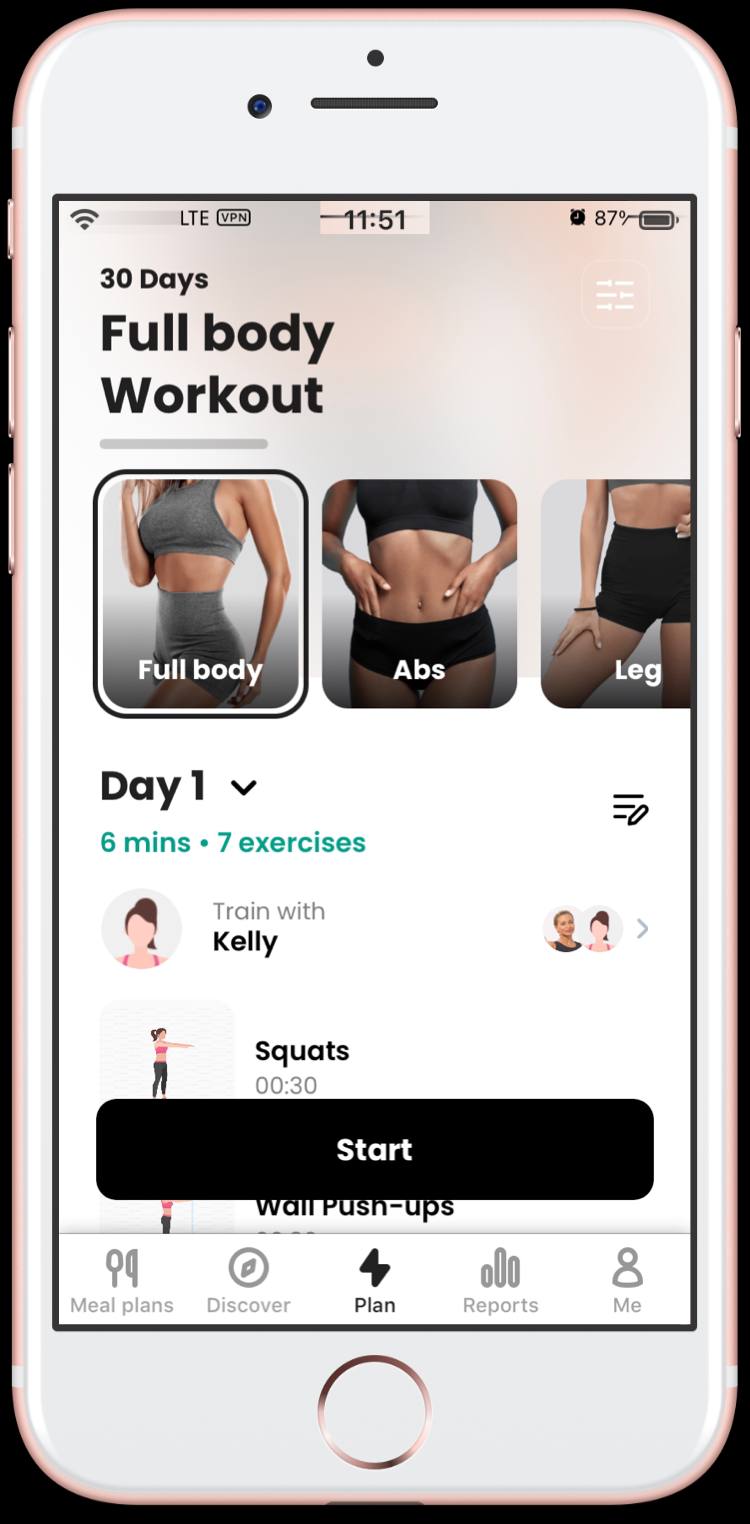 LTE VPN
11:51
87%
30 Days
Full body
Workout
Full body
Abs
Leg
Day 1
6 mins • 7 exercises
Train with
Kelly
Squats
00:30
Start
Wall Push-ups
Meal plans
Discover
Plan
Reports
Me